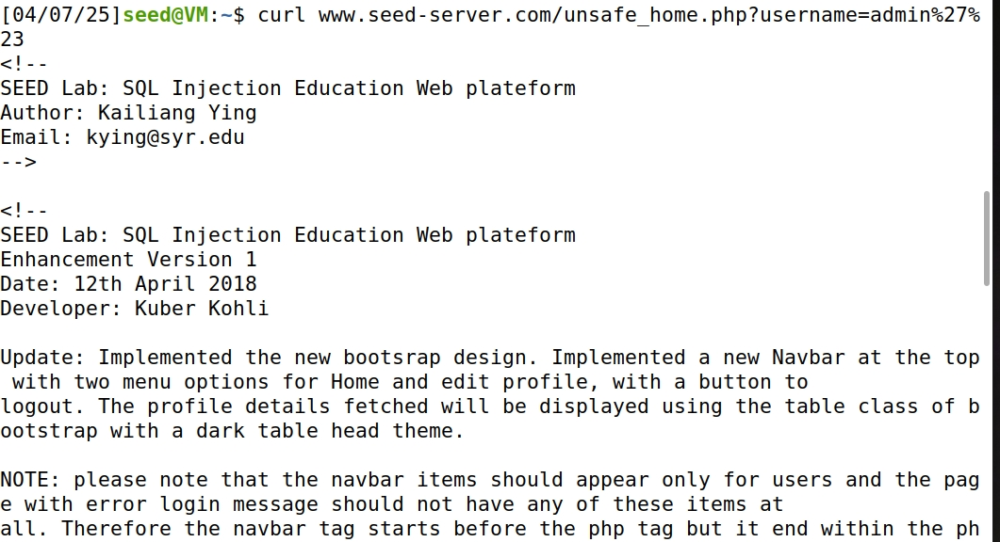 [04/07/25]seed@VM:~$ curl www.seed-server.com/unsafe_home.php?username=admin%27%
23
<!--
SEED Lab: SQL Injection Education Web plateform
Author: Kailiang Ying
Email: kying@syr.edu
-->

<!--
SEED Lab: SQL Injection Education Web plateform
Enhancement Version 1
Date: 12th April 2018
Developer: Kuber Kohli

Update: Implemented the new bootsrap design. Implemented a new Navbar at the top
 with two menu options for Home and edit profile, with a button to
logout. The profile details fetched will be displayed using the table class of b
ootstrap with a dark table head theme.

NOTE: please note that the navbar items should appear only for users and the pag
e with error login message should not have any of these items at
all. Therefore the navbar tag starts before the php tag but it end within the ph